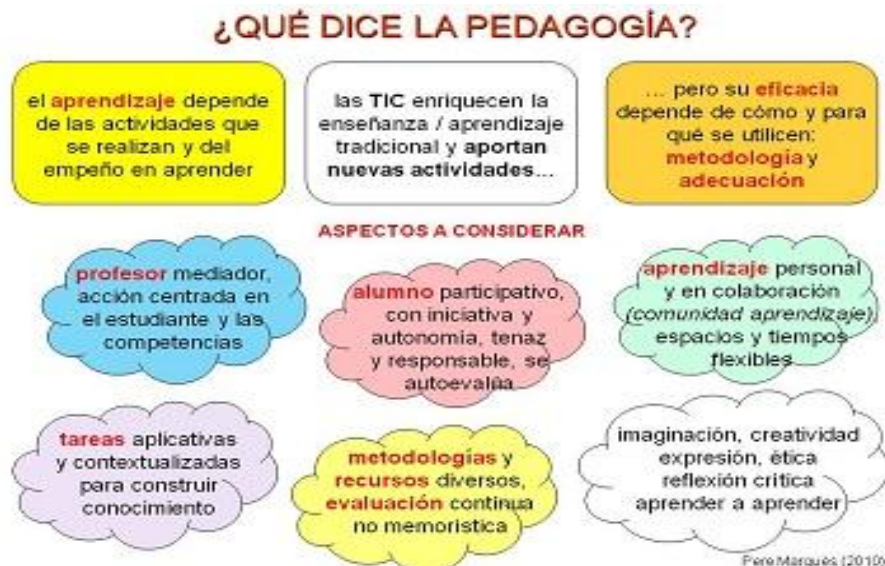 ¿QUÉ DICE LA PEDAGOGÍA?
el aprendizaje depende
de las actividades que
se realizan y del
empeño en aprender
las TIC enriquecen la
enseñanza / aprendizaje
tradicional y aportan
nuevas actividades...
... pero su eficacia
depende de cómo y para
qué se utilicen:
metodología y
adecuación
ASPECTOS A CONSIDERAR
profesor mediador,
acción centrada en
el estudiante y las
competencias
alumno participativo,
con iniciativa y
autonomía, tenaz
y responsable, se
autoevalúa
aprendizaje personal
y en colaboración
(comunidad aprendizaje)
espacios y tiempos
flexibles
tareas aplicativas
y contextualizadas
para construir
conocimiento
metodologías y
recursos diversos,
evaluación continua
no memorística
imaginación, creatividad
expresión, ética
reflexión crítica
aprender a aprender
Pere Marquès (2010)